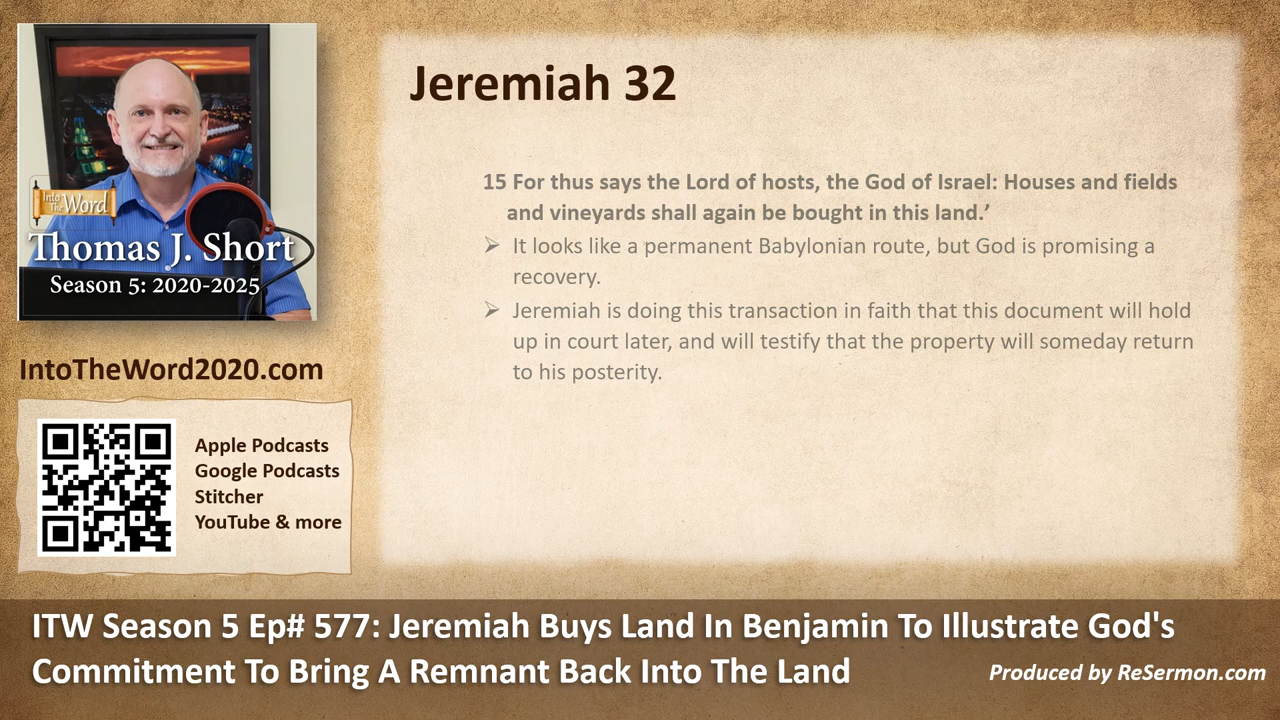 Into
The Word
Thomas J. Short
Season 5: 2020-2025
IntoTheWord2020.com
Apple Podcasts
Google Podcasts
Stitcher
YouTube & more
Jeremiah 32
15 For thus says the Lord of hosts, the God of Israel: Houses and fields
and vineyards shall again be bought in this land.’
➢ It looks like a permanent Babylonian route, but God is promising a
recovery.
➢ Jeremiah is doing this transaction in faith that this document will hold
up in court later, and will testify that the property will someday return
to his posterity.
ITW Season 5 Ep# 577: Jeremiah Buys Land In Benjamin To Illustrate God's
Commitment To Bring A Remnant Back Into The Land
Produced by ReSermon.com